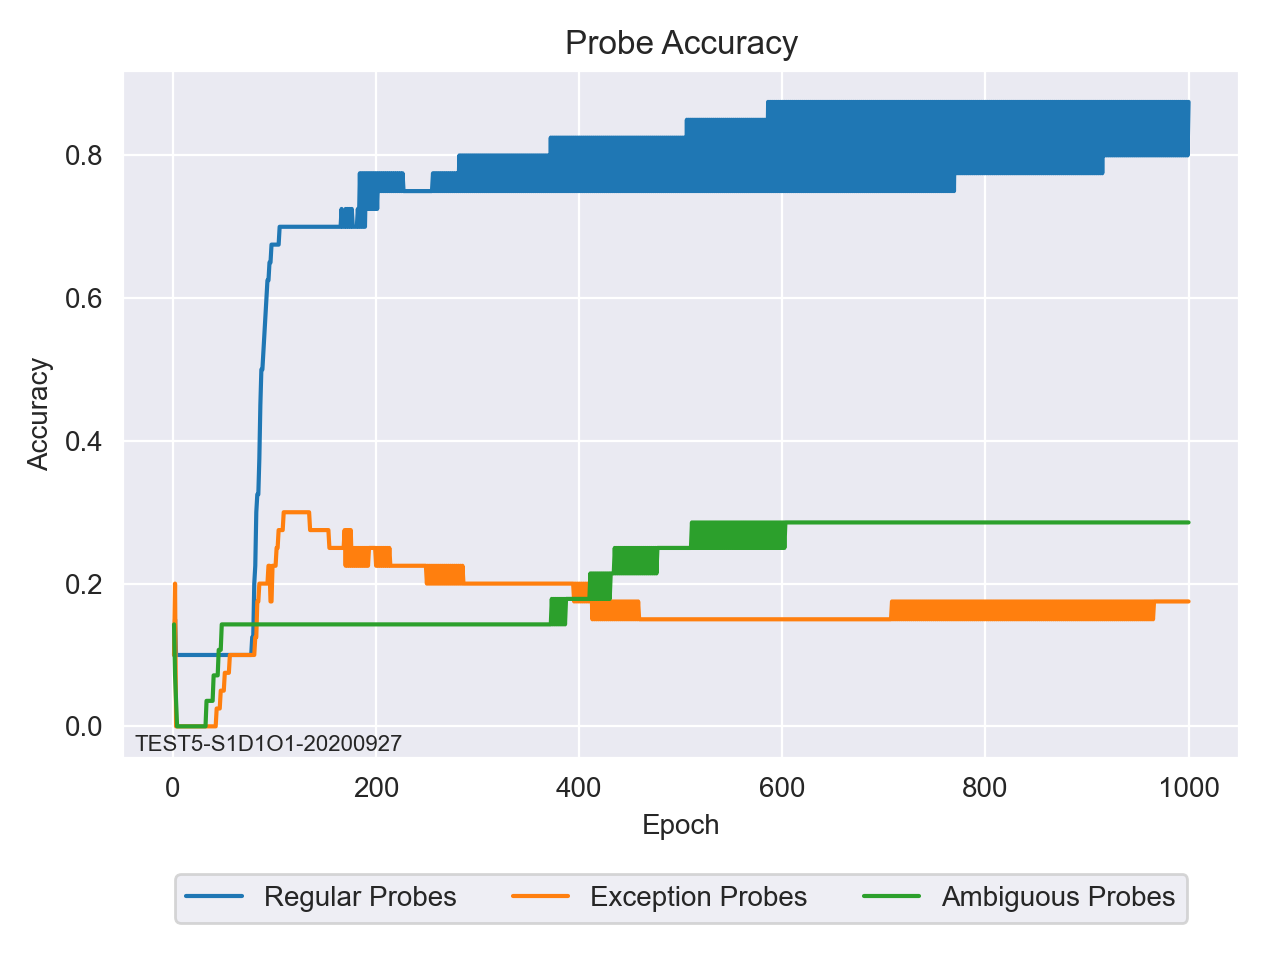 Probe Accuracy
Accuracy
0.8
0.6
0.4
0.2
0.0
TEST5-S1D1O1-20200927
0 200 400 600 800 1000
Epoch
Regular Probes Exception Probes Ambiguous Probes